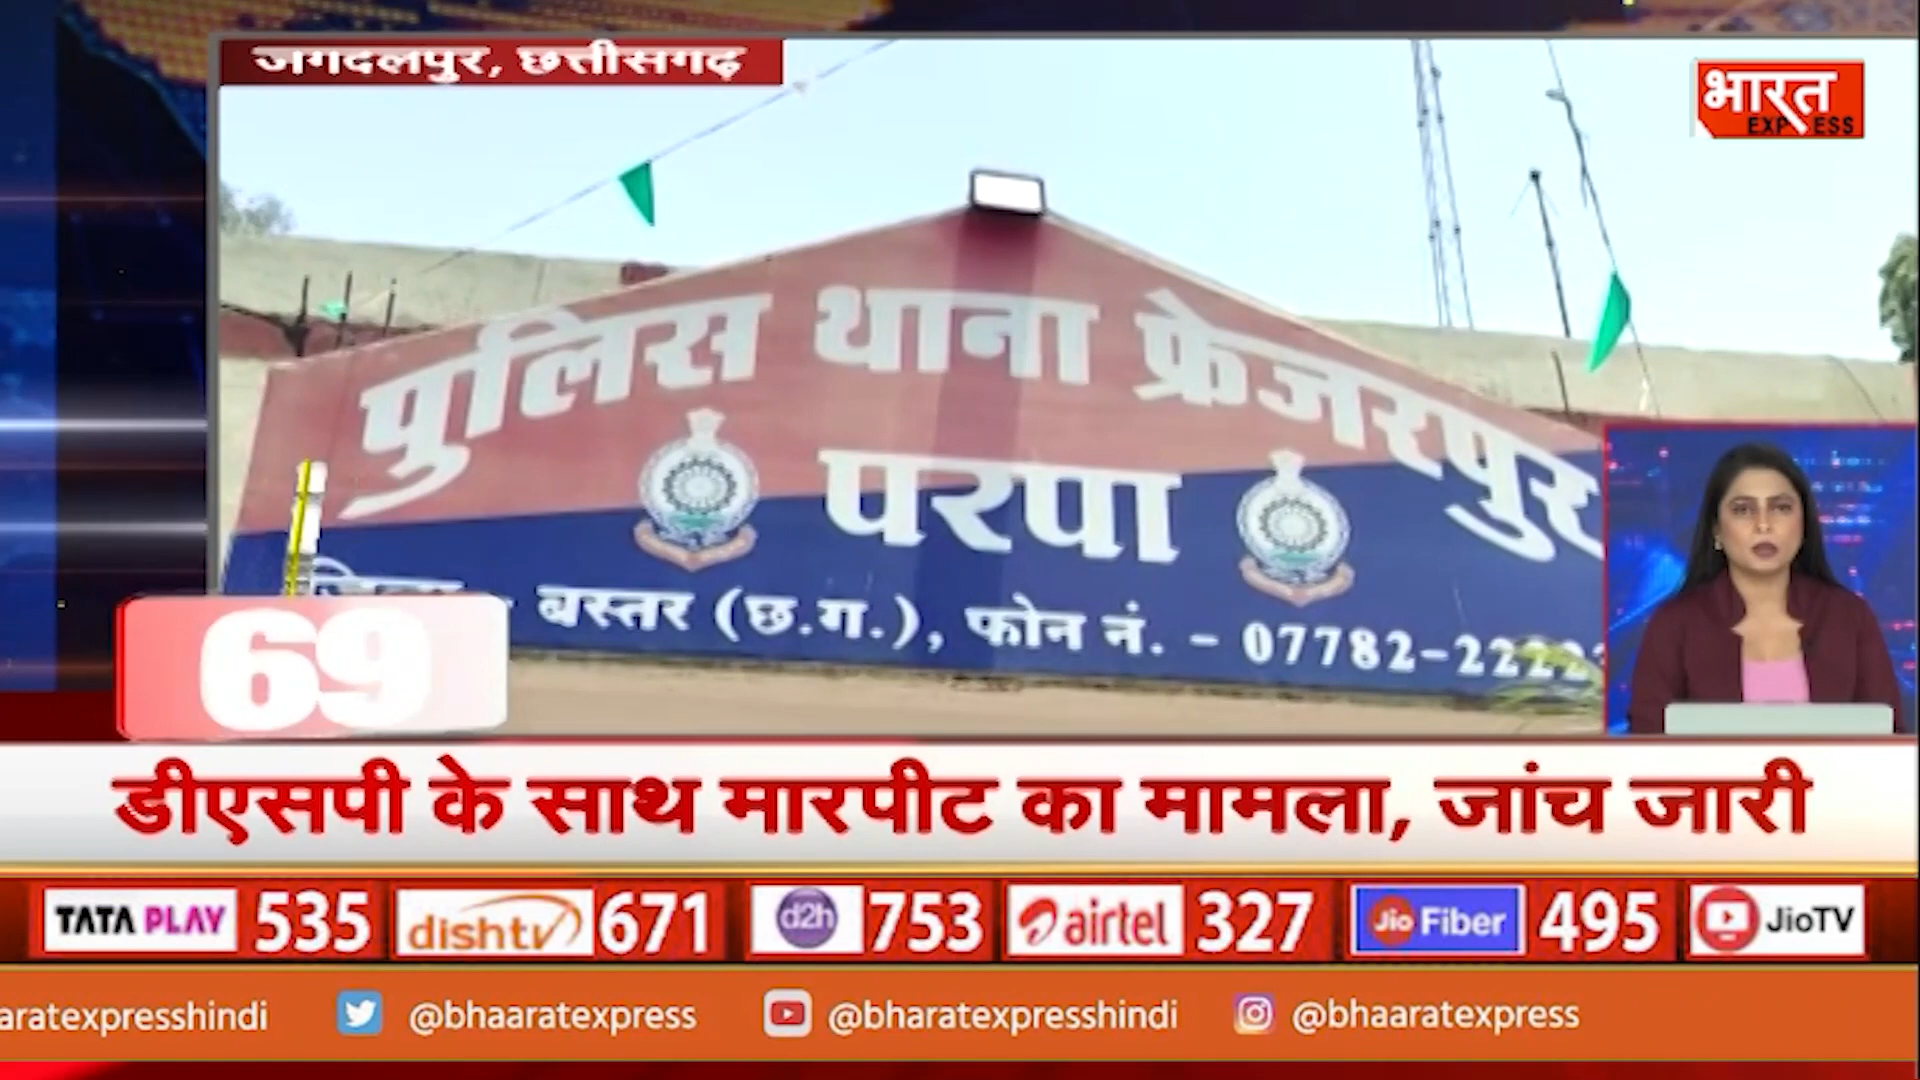 जगदलपुर, छत्तीसगढ़
भारत
EXPRESS
पुलिस थाना फ्रेजरपुर
परपा
- बस्तर (छ.ग.), फोन नं. - 07782-2222
69
डीएसपी के साथ मारपीट का मामला, जांच जारी
TATA PLAY 535 dishtv 671 d2h 753 airtel 327 Jio Fiber 495 JioTV
aratexpresshindi @bhaaratexpress @bharatexpresshindi @bhaaratexpress